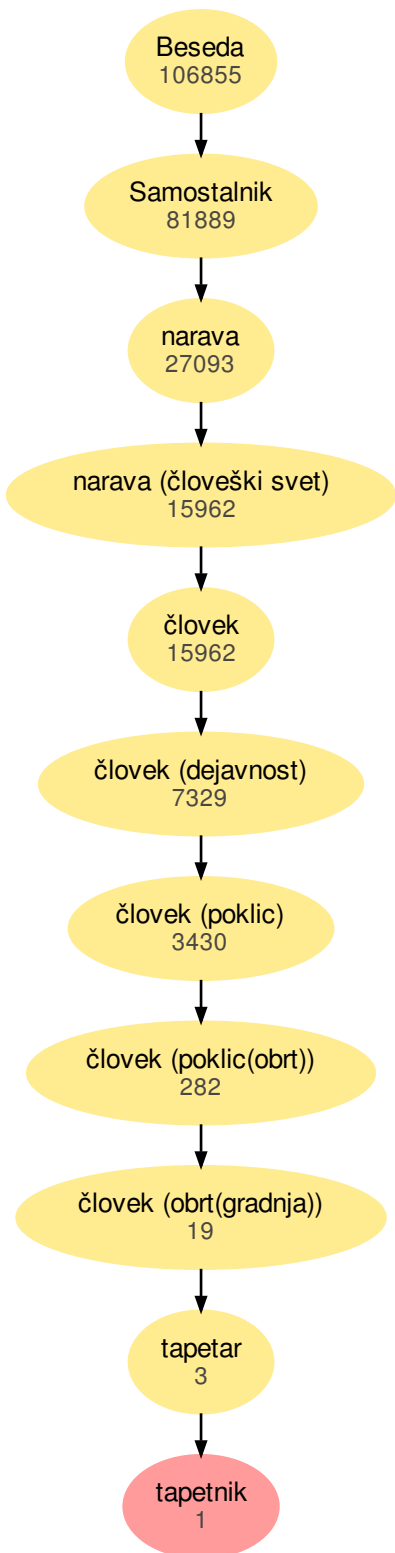 Beseda
106855
Samostalnik
81889
narava
27093
narava (človeški svet)
15962
človek
15962
človek (dejavnost)
7329
človek (poklic)
3430
človek (poklic(obrt))
282
človek (obrt(gradnja))
19
tapetar
3
tapetnik
1